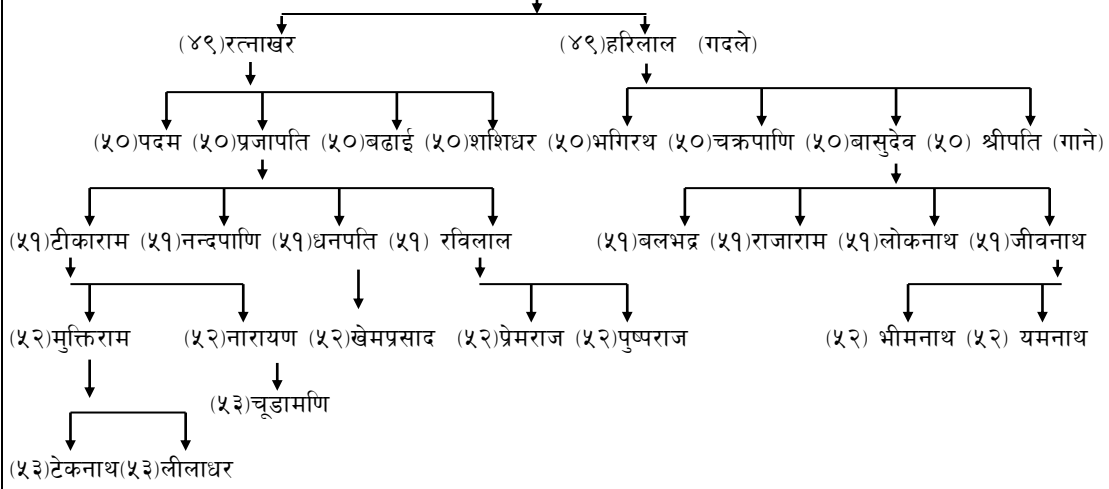 (४९)रत्नाखर (४९)हरिलाल (गदले)
(५०)पदम (५०)प्रजापति (५०)बढाई (५०)शशिधर (५०)भगिरथ (५०)चक्रपाणि (५०)बासुदेव (५०) श्रीपति (गाने)
(५१)टीकाराम (५१)नन्दपाणि (५१)धनपति (५१) रविलाल (५१)बलभद्र (५१)राजाराम (५१)लोकनाथ (५१)जीवनाथ
(५२)मुक्तिराम (५२)नारायण (५२)खेमप्रसाद (५२)प्रेमराज (५२)पुष्पराज (५२) भीमनाथ (५२) यमनाथ
(५३)चूडामणि
(५३)टेकनाथ(५३)लीलाधर